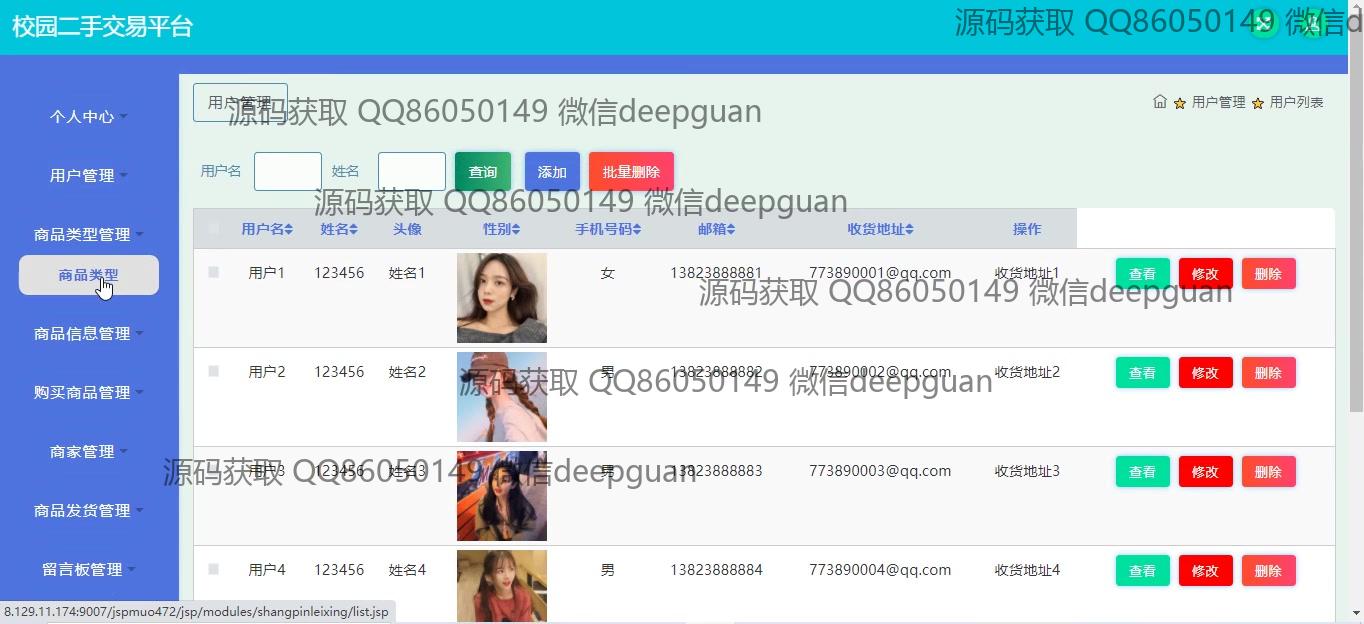 校园二手交易平台
源码获取 QQ86050149 微信d
用户管理
源码获取 QQ86050149 微信deepguan
用户管理 用户列表
个人中心
用户管理
商品类型管理
商品类型
商品信息管理
购买商品管理
商家管理
商品发货管理
留言板管理
用户名 姓名 查询 添加 批量删除
源码获取 QQ86050149 微信deepguan
用户名 姓名 头像 性别 手机号码 邮箱 收货地址 操作
用户1 123456 姓名1 女 13823888881 773890001@qq.com 收货地址1 查看 修改 删除
源码获取 QQ86050149 微信deepguan
用户2 123456 姓名2 男 13823888882 773890002@qq.com 收货地址2 查看 修改 删除
源码获取 QQ86050149 微信deepguan
用户3 123456 姓名3 男 13823888883 773890003@qq.com 收货地址3 查看 修改 删除
源码获取 QQ86050149 微信deepguan
用户4 123456 姓名4 男 13823888884 773890004@qq.com 收货地址4 查看 修改 删除
8.129.11.174:9007/jspmuo472/jsp/modules/shangpinleixing/list.jsp